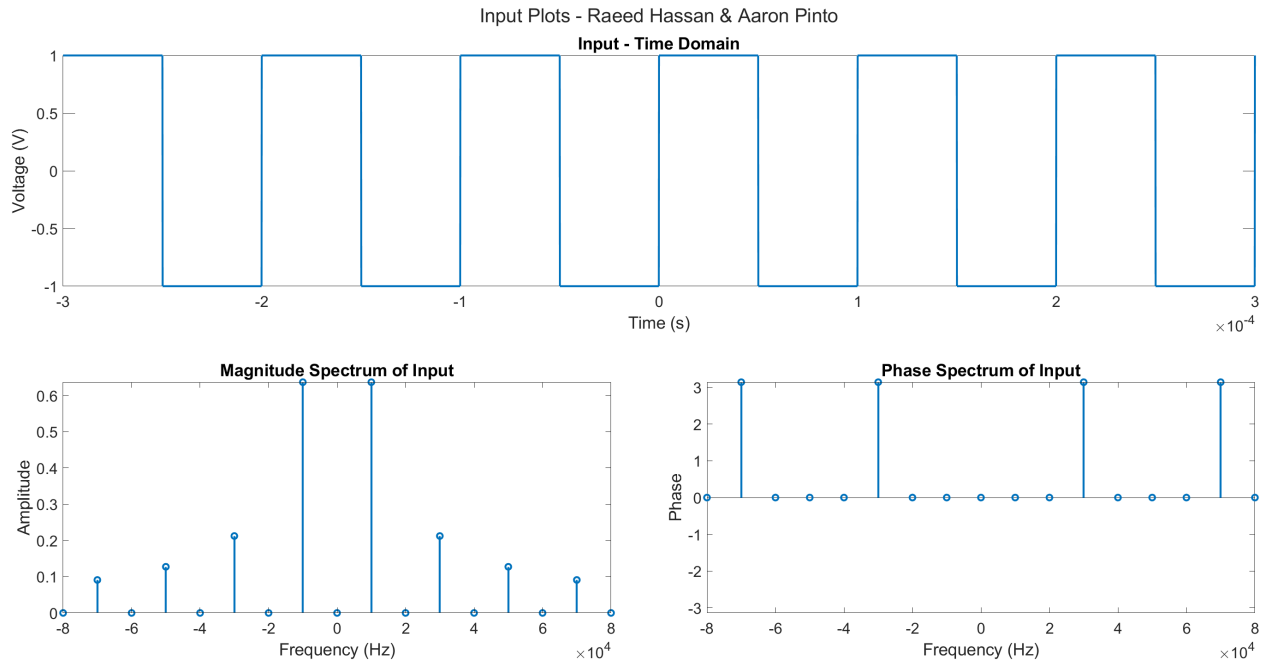 Input Plots - Raeed Hassan & Aaron Pinto
Input - Time Domain
1
0.5
0
-0.5
-1
Voltage (V)
-3 -2 -1 0 1 2 3
Time (s)
×10-4
Magnitude Spectrum of Input
0.6
0.5
0.4
0.3
0.2
0.1
0
Amplitude
-8 -6 -4 -2 0 2 4 6 8
Frequency (Hz)
×10 4
Phase Spectrum of Input
3
2
1
0
-1
-2
-3
Phase
-8 -6 -4 -2 0 2 4 6 8
Frequency (Hz)
×10 4